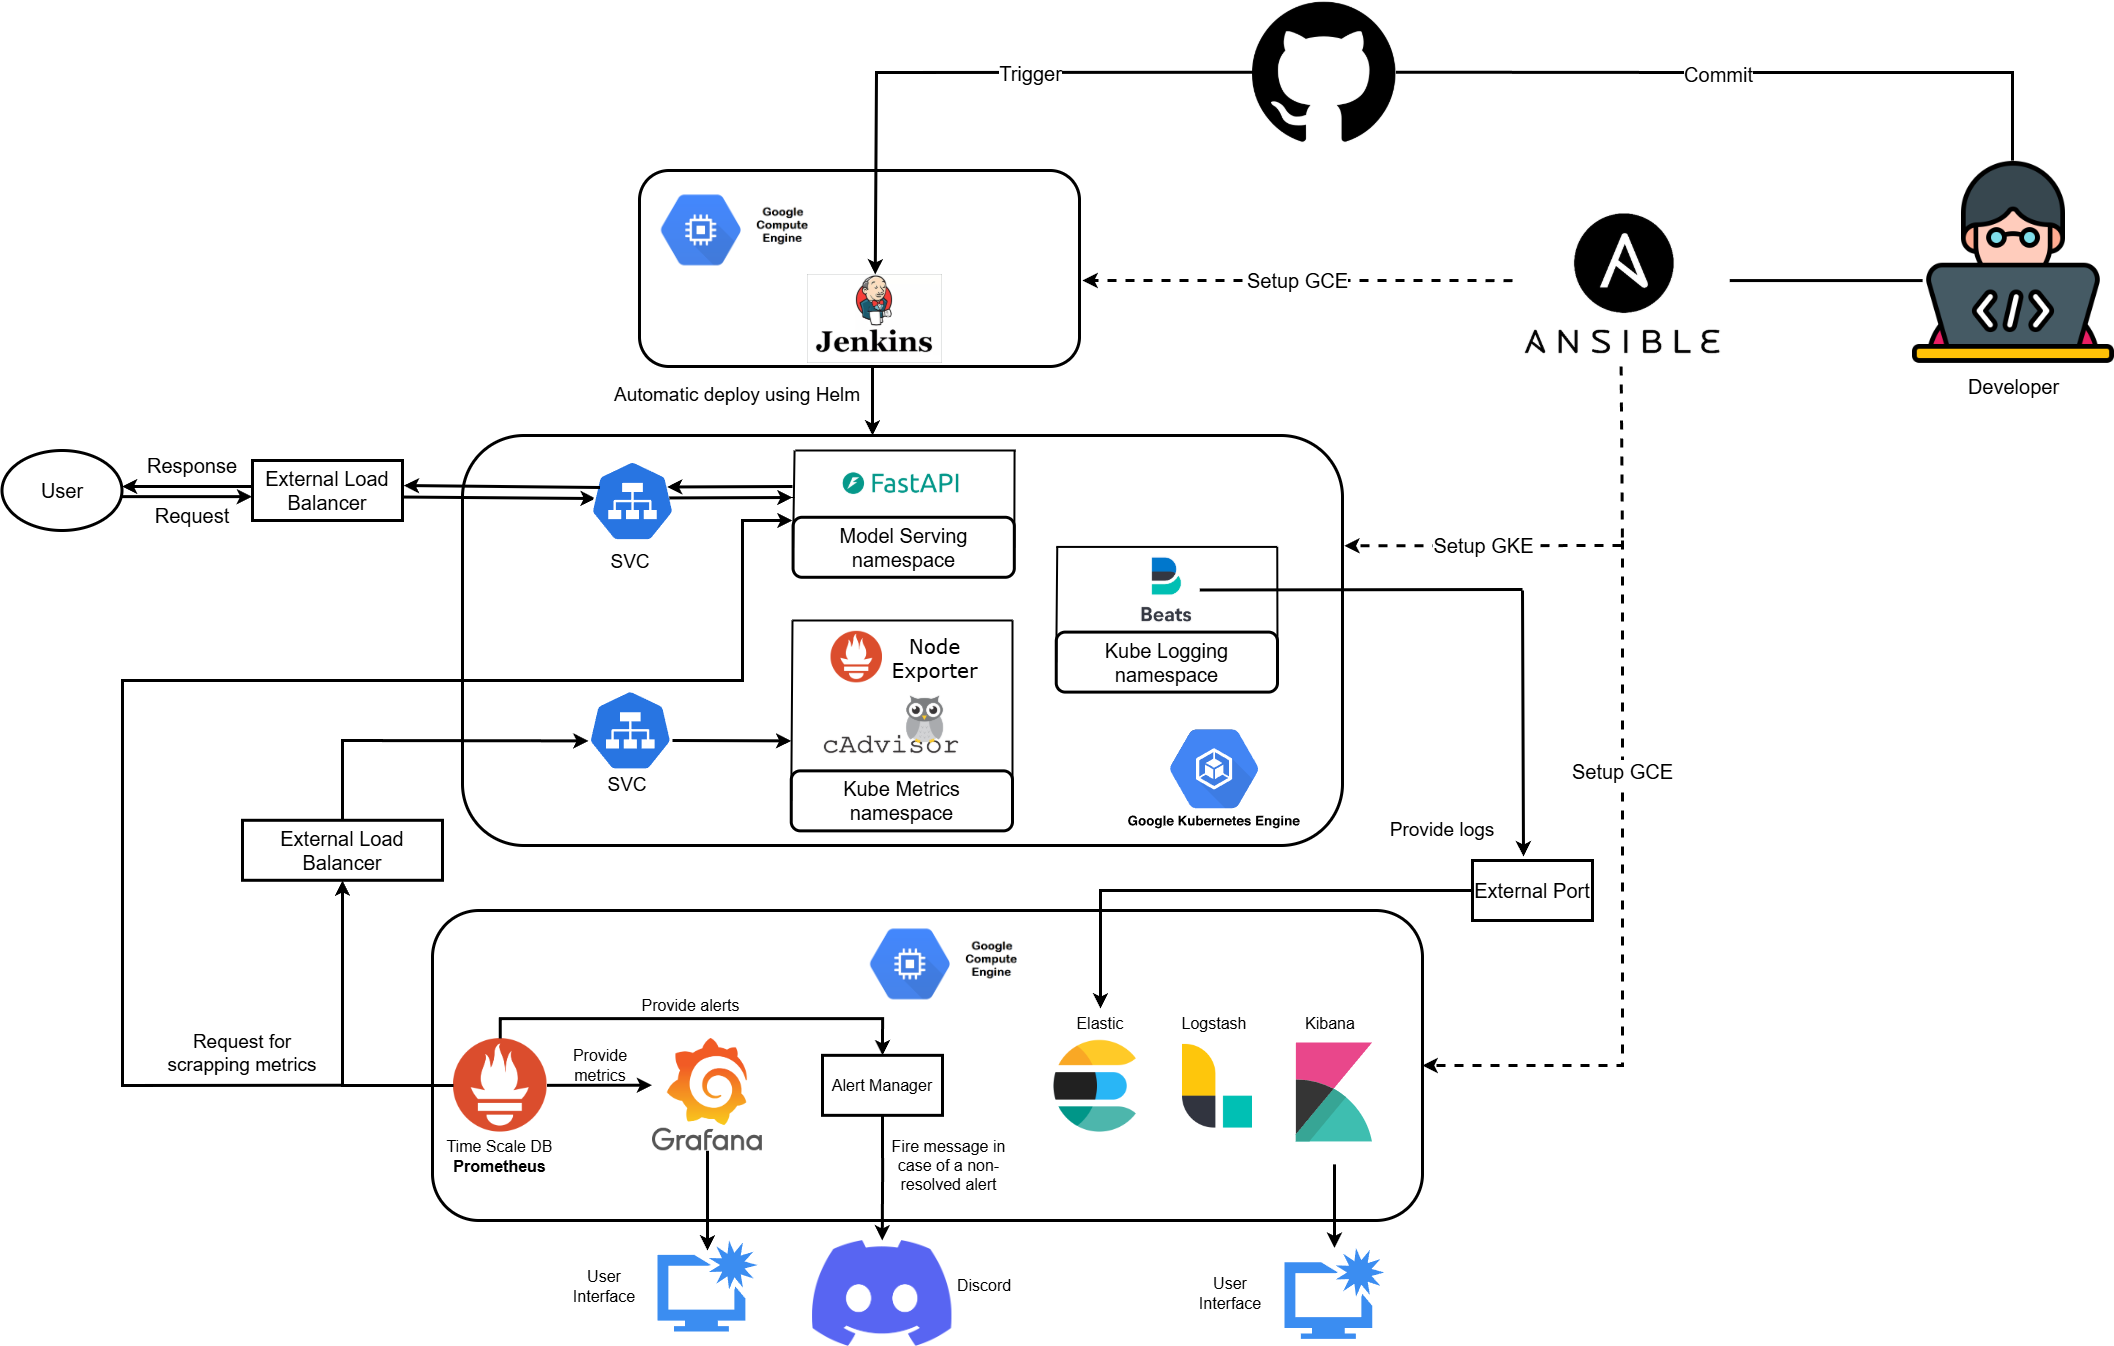 Trigger
Commit
Google
Compute
Engine
Jenkins
Setup GCE
ANSIBLE
Developer
Automatic deploy using Helm
User
Response
Request
External Load
Balancer
SVC
FastAPI
Model Serving
namespace
Setup GKE
Beats
Kube Logging
namespace
Node
Exporter
cAdvisor
Kube Metrics
namespace
SVC
Google Kubernetes Engine
Setup GCE
External Load
Balancer
Provide logs
External Port
Google
Compute
Engine
Provide alerts
Request for
scrapping metrics
Provide
metrics
Time Scale DB
Prometheus
Grafana
Alert Manager
Elastic
Logstash
Kibana
Fire message in
case of a non-
resolved alert
User
Interface
Discord
User
Interface